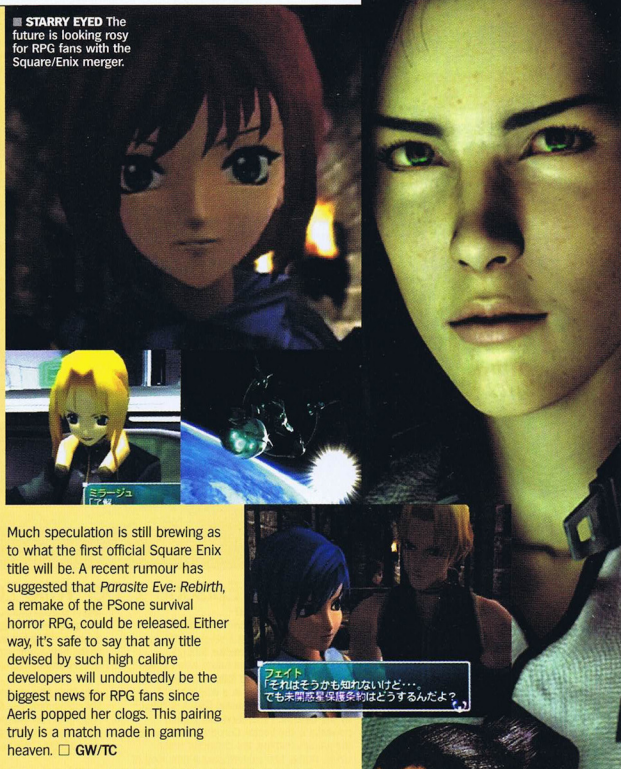 ■ STARRY EYED The
future is looking rosy
for RPG fans with the
Square/Enix merger.
ミラージュ
「了解
Much speculation is still brewing as
to what the first official Square Enix
title will be. A recent rumour has
suggested that Parasite Eve: Rebirth,
a remake of the PSone survival
horror RPG, could be released. Either
way, it's safe to say that any title
devised by such high calibre
developers will undoubtedly be the
biggest news for RPG fans since
Aeris popped her clogs. This pairing
truly is a match made in gaming
heaven. □ GW/TC
フェイト
「それはそうかも知れないけど・・・。
でも未開惑星保護条約はどうするんだよ?